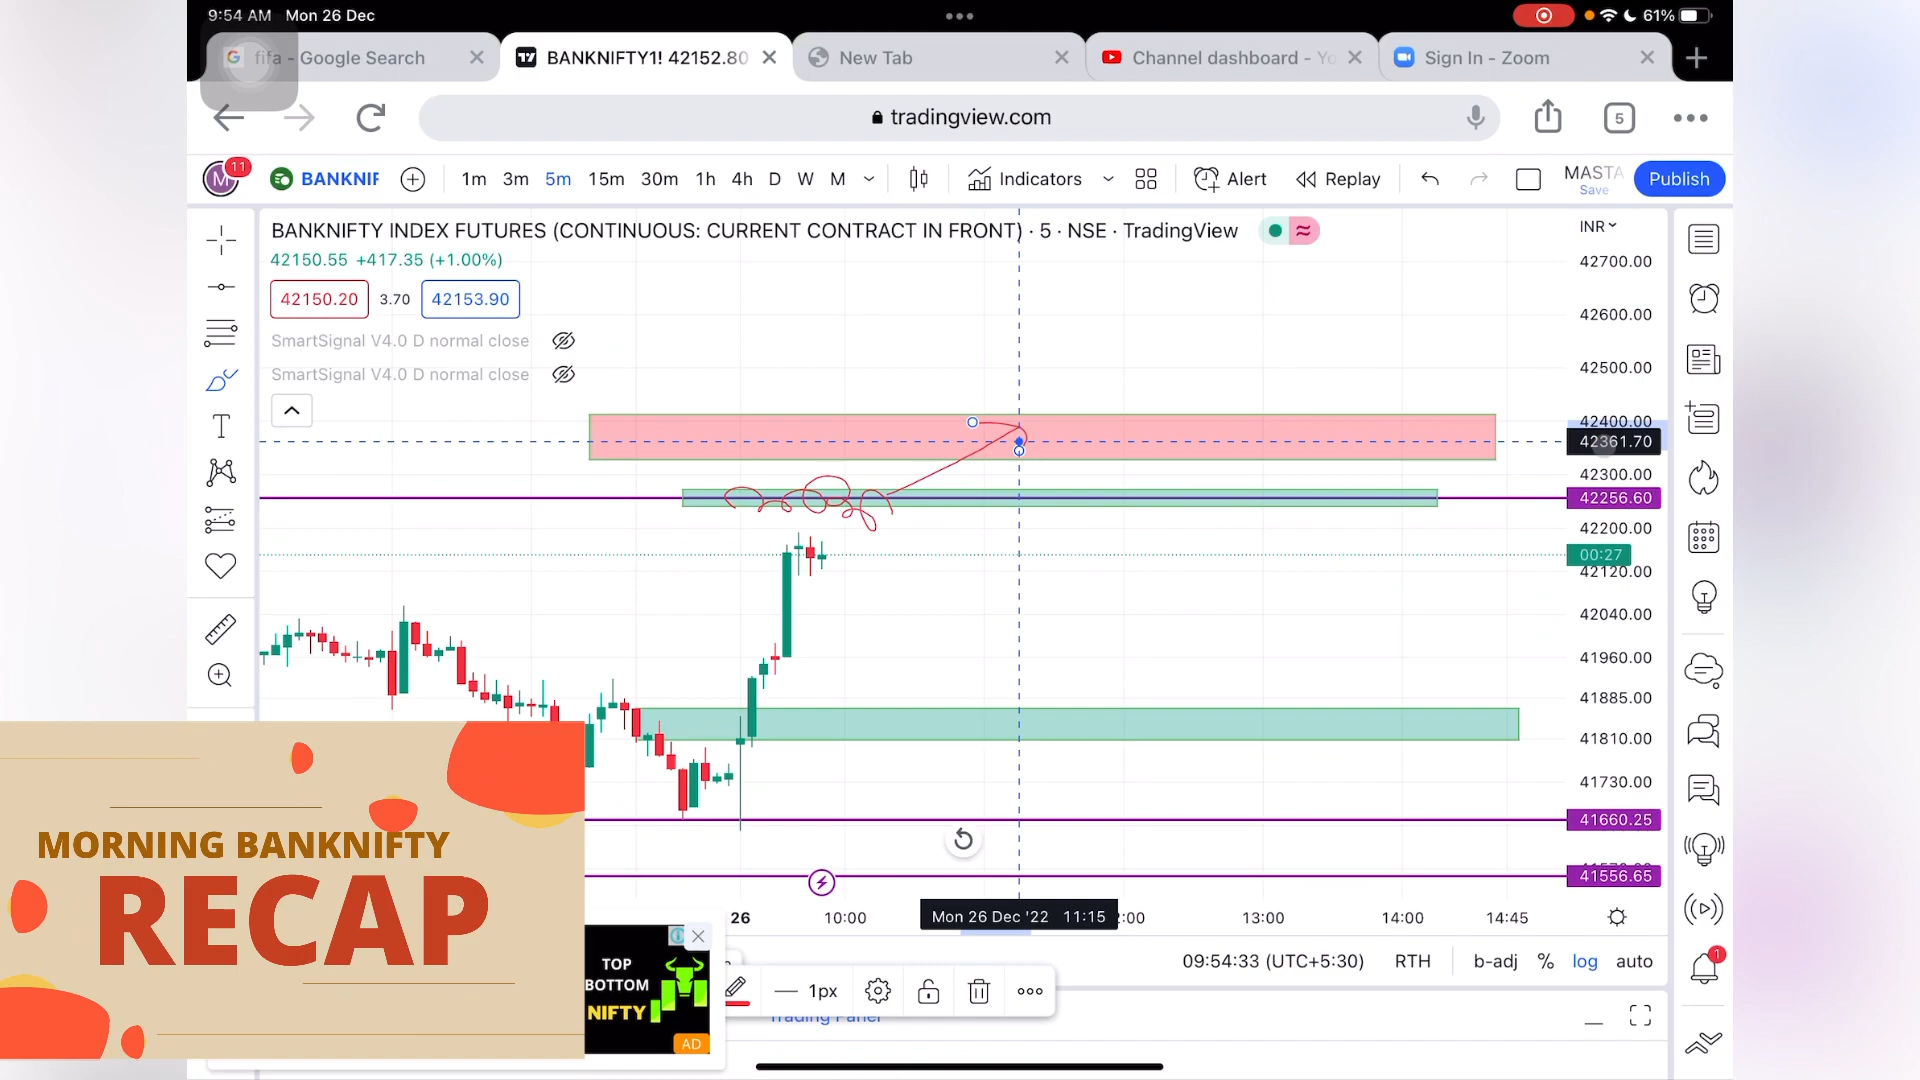 9:54 AM Mon 26 Dec
61%
fifa - Google Search
BANKNIFTY1! 42152.80
New Tab
Channel dashboard - Yo
Sign In - Zoom
tradingview.com
5
M
11
BANKNIF
1m 3m 5m 15m 30m 1h 4h D W M
Indicators
Alert
Replay
MASTA
Save
Publish
BANKNIFTY INDEX FUTURES (CONTINUOUS: CURRENT CONTRACT IN FRONT) · 5 · NSE · TradingView
INR
42150.55 +417.35 (+1.00%)
42150.20 3.70 42153.90
SmartSignal V4.0 D normal close
SmartSignal V4.0 D normal close
42700.00
42600.00
42500.00
42400.00
42361.70
42300.00
42256.60
42200.00
00:27
42120.00
42040.00
41960.00
41885.00
41810.00
41730.00
41660.25
41556.65
MORNING BANKNIFTY
RECAP
26 10:00 Mon 26 Dec '22 11:15 2:00 13:00 14:00 14:45
TOP
BOTTOM
NIFTY
AD
09:54:33 (UTC+5:30) RTH b-adj % log auto
1px
Trading Panel
1